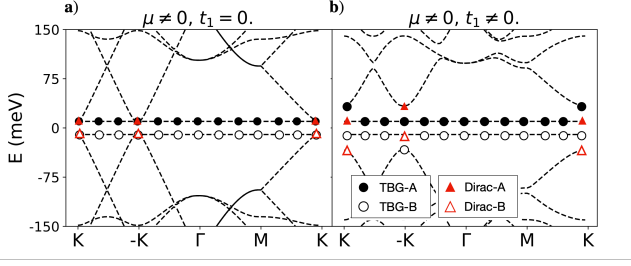 a)
μ ≠ 0, t₁ = 0.
b)
μ ≠ 0, t₁ ≠ 0.
E (meV)
150
75
0
-75
-150
K
-K
Γ
M
K
TBG-A
TBG-B
Dirac-A
Dirac-B
K
-K
Γ
M
K